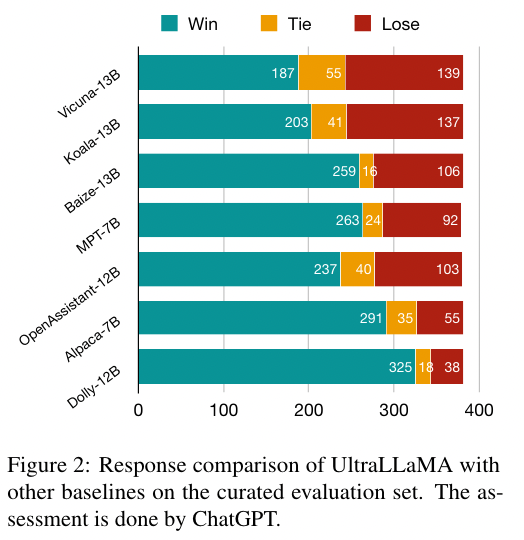 Win Tie Lose
Vicuna-13B 187 55 139
Koala-13B 203 41 137
Baize-13B 259 16 106
MPT-7B 263 24 92
OpenAssistant-12B 237 40 103
Alpaca-7B 291 35 55
Dolly-12B 325 18 38
0 100 200 300 400
Figure 2: Response comparison of UltraLLaMA with
other baselines on the curated evaluation set. The as-
sessment is done by ChatGPT.